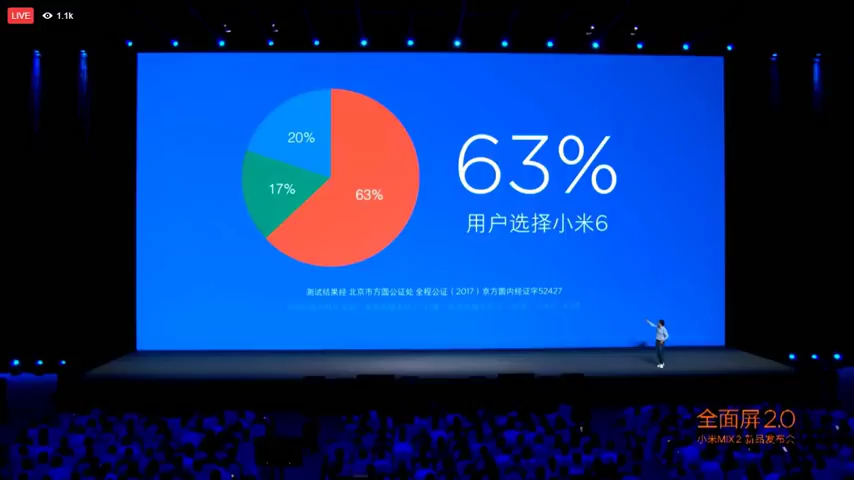 LIVE 1.1k
20%
17%
63%
63%
用户选择小米6
测试结果经 北京市方圆公证处 全程公证（2017）京方圆内经证字52427
全面屏2.0
小米MIX2 新品发布会